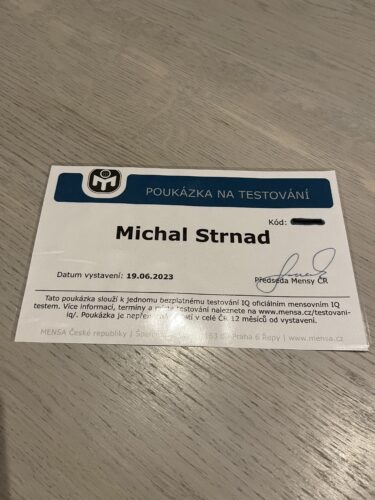 POUKÁZKA NA TESTOVÁNÍ
Kód:
Michal Strnad
Datum vystavení: 19.06.2023
Předseda Mensy ČR
Tato poukázka slouží k jednomu bezplatnému testování IQ oficiálním mensovním IQ
testem. Více informací, termíny a místa testování naleznete na www.mensa.cz/testovani-
iq/. Poukázka je v celé ČR 12 měsíců od vystavení.
MENSA České republiky | Praha 6 Řepy | www.mensa.cz